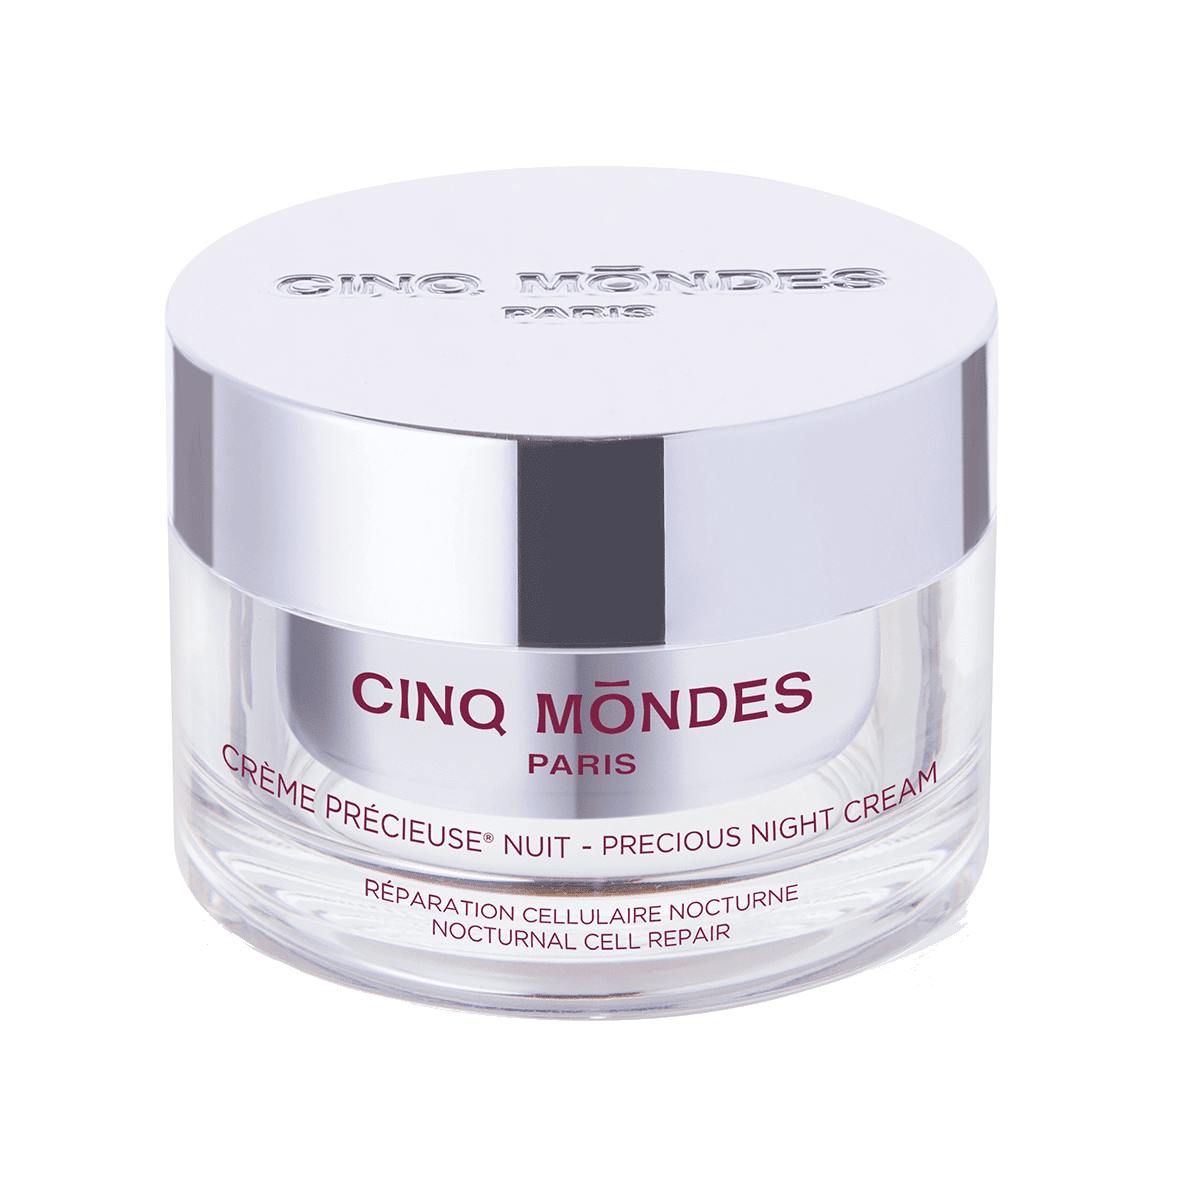 CINQ MŌNDES
PARIS
CINQ MŌNDES
PARIS
CRÈME PRÉCIEUSE® NUIT - PRECIOUS NIGHT CREAM
RÉPARATION CELLULAIRE NOCTURNE
NOCTURNAL CELL REPAIR